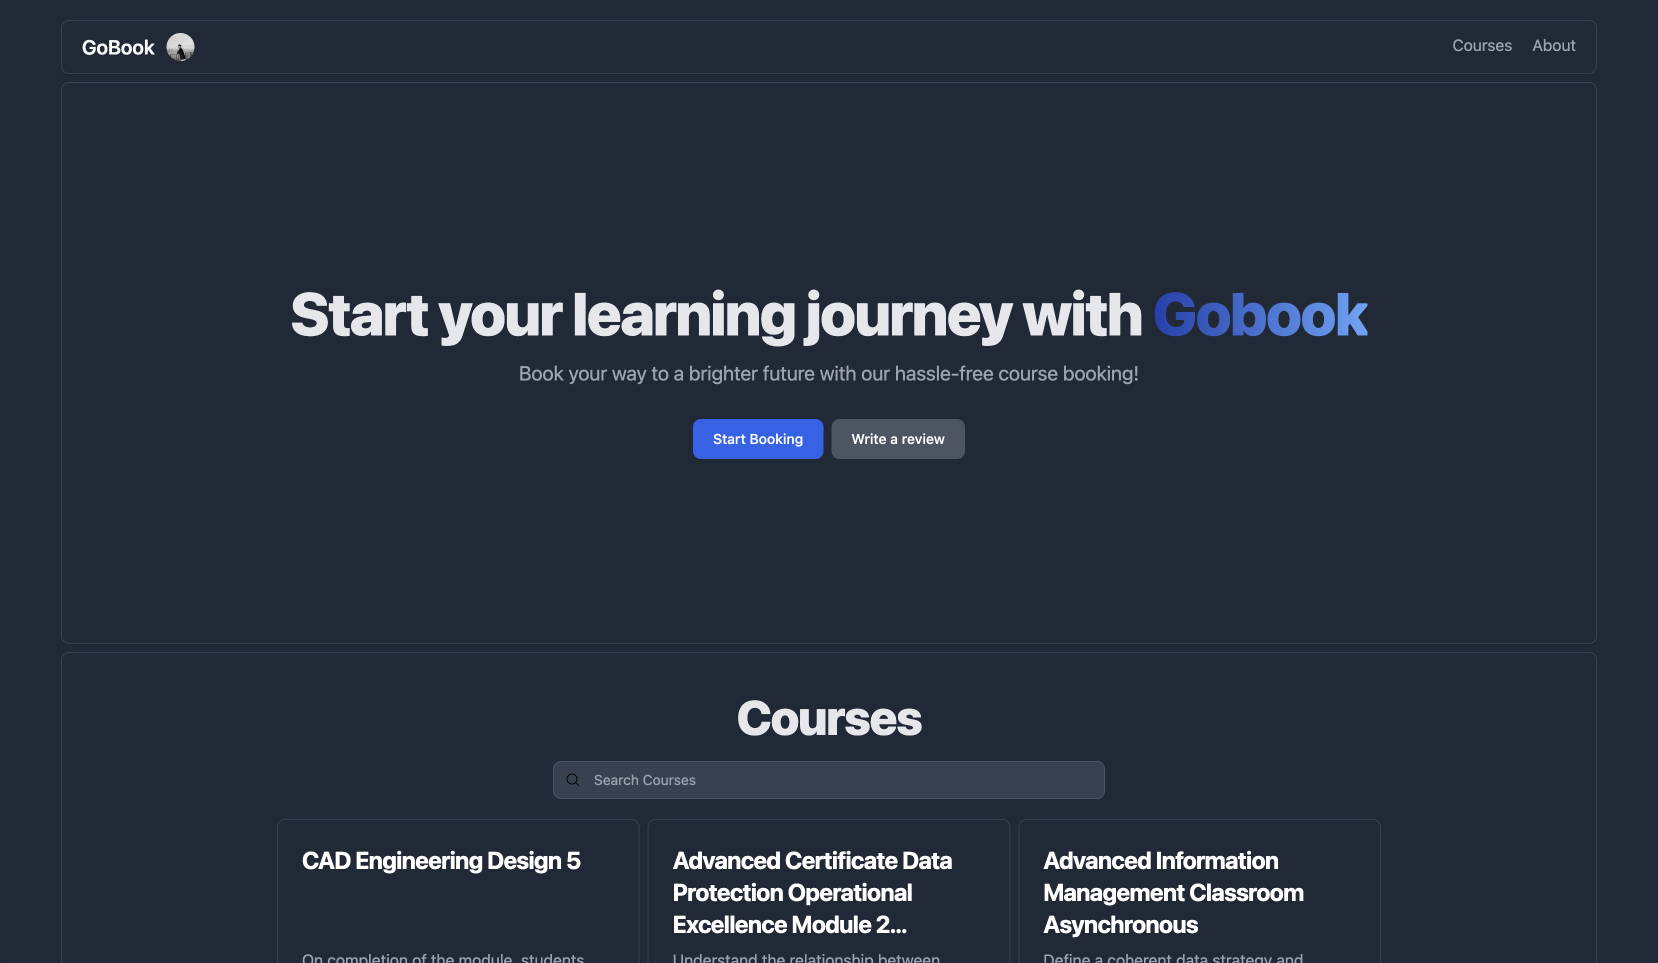 GoBook
Courses About
Start your learning journey with Gobook
Book your way to a brighter future with our hassle-free course booking!
Start Booking Write a review
Courses
Search Courses
CAD Engineering Design 5
Advanced Certificate Data
Protection Operational
Excellence Module 2...
Advanced Information
Management Classroom
Asynchronous
On completion of the module, students
Understand the relationship between
Define a coherent data strategy and